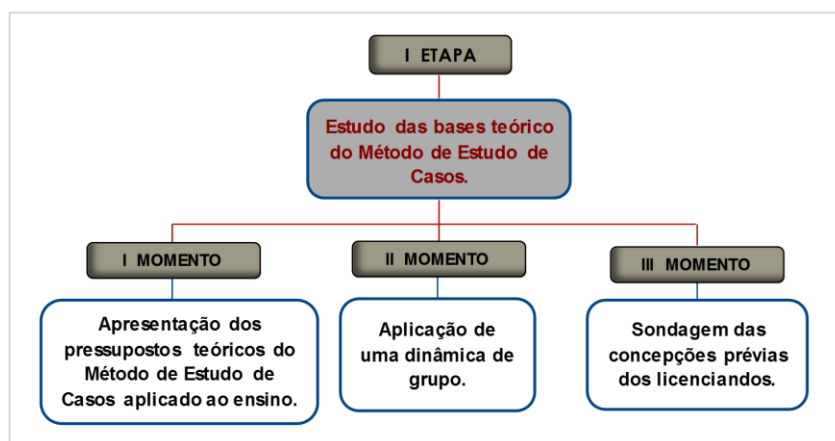 I ETAPA
Estudo das bases teórico
do Método de Estudo de
Casos.
I MOMENTO
II MOMENTO
III MOMENTO
Apresentação dos
pressupostos teóricos do
Método de Estudo de
Casos aplicado ao ensino.
Aplicação de
uma dinâmica de
grupo.
Sondagem das
concepções prévias
dos licenciandos.